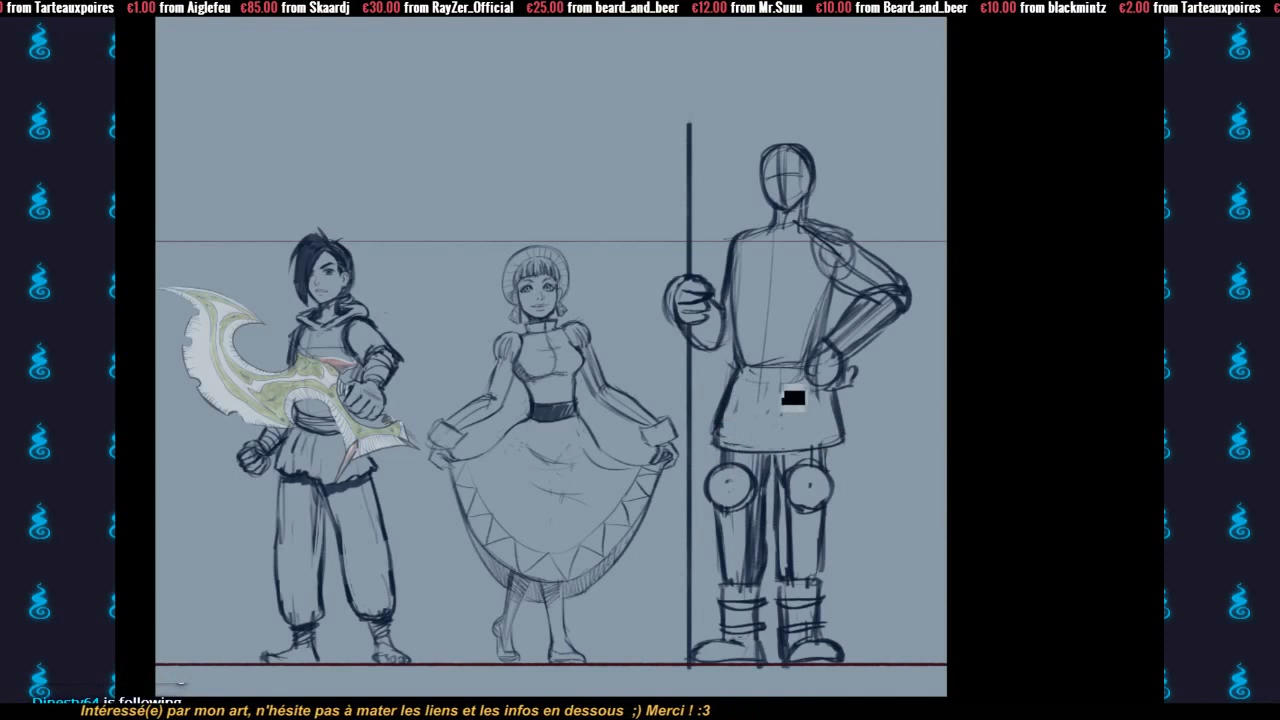 0 from Tarteauxpoires €1.00 from Aiglefeu €85.00 from Skaardj €30.00 from RayZer_Official €25.00 from beard_and_beer €12.00 from Mr.Suuu €10.00 from Beard_and_beer €10.00 from blackmintz €2.00 from Tarteauxpoires €
Dinesty64 is following
Intéressé(e) par mon art, n'hésite pas à mater les liens et les infos en dessous ;) Merci ! :3